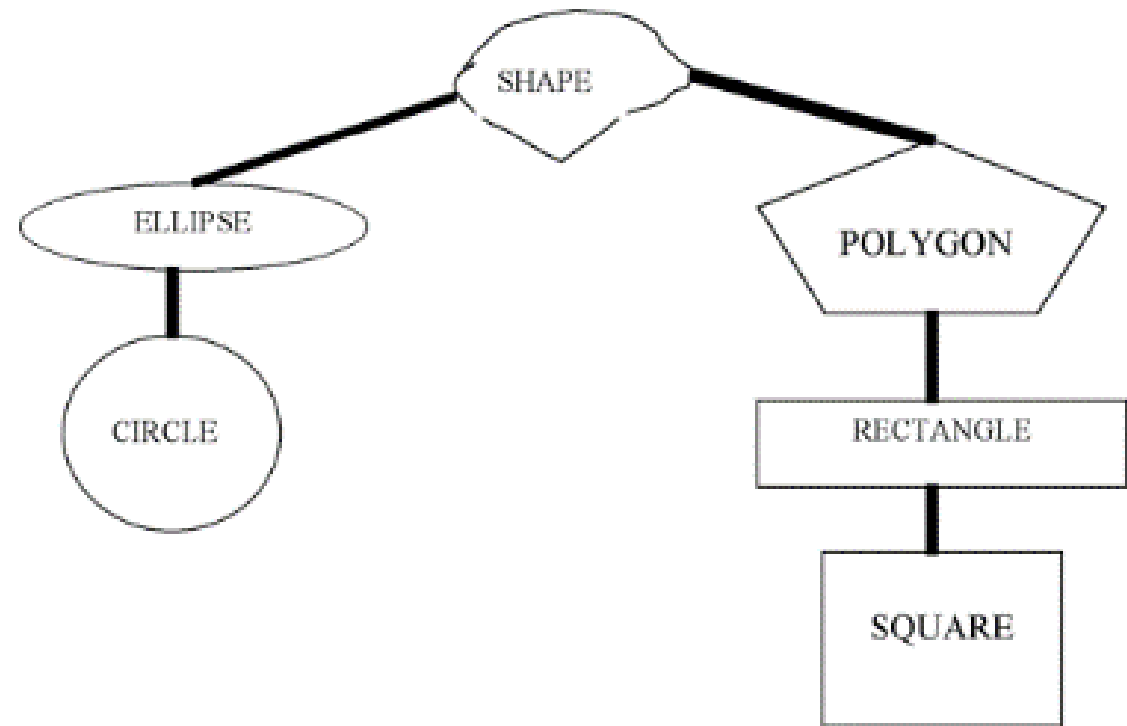 SHAPE
ELLIPSE
POLYGON
CIRCLE
RECTANGLE
SQUARE